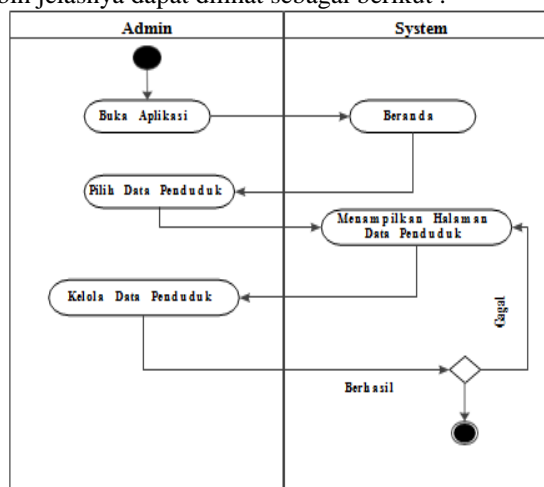 jelasnya dapat dilihat sebagai berikut :
Admin
System
Buka Aplikasi
Beranda
Pilih Data Penduduk
Menampilkan Halaman
Data Penduduk
Kelola Data Penduduk
Gagal
Berhasil